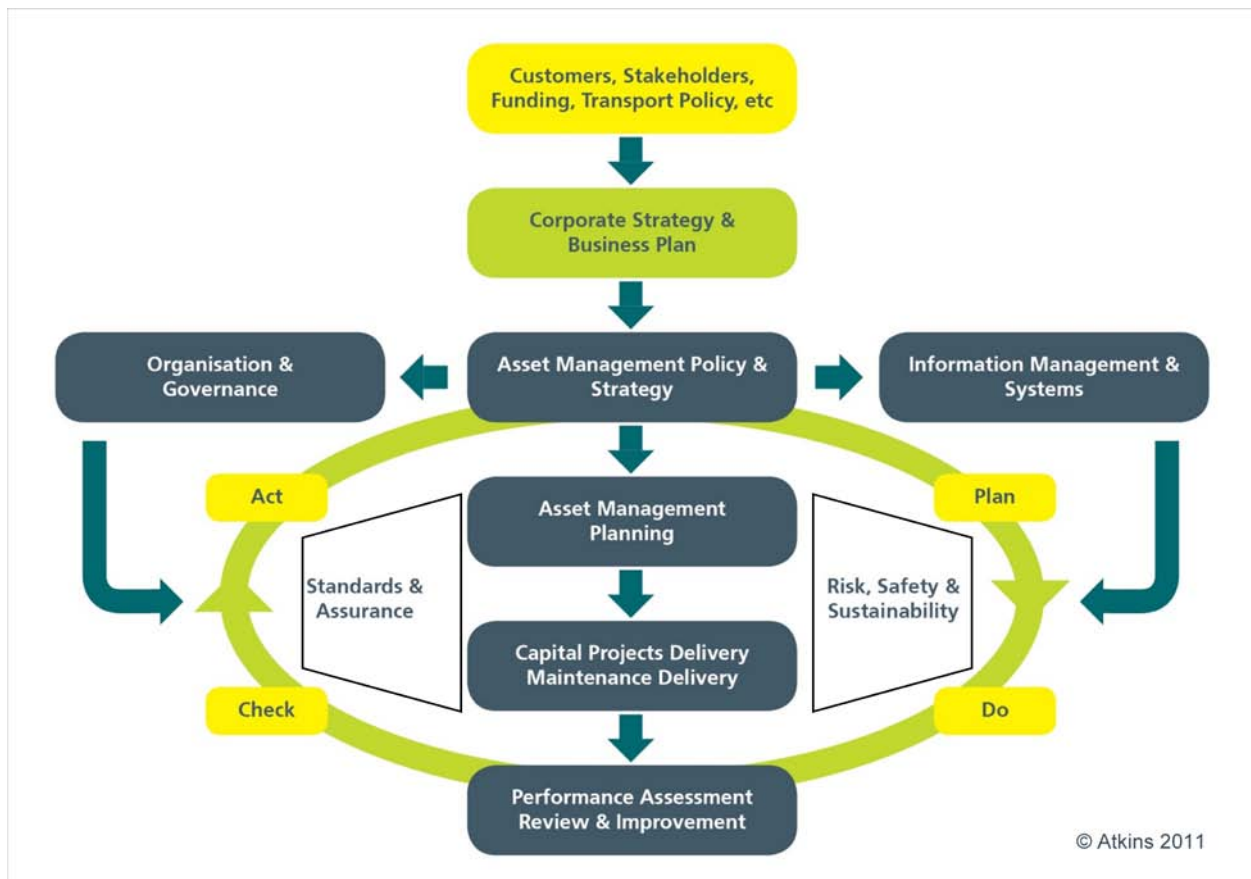 Customers, Stakeholders,
Funding, Transport Policy, etc
Corporate Strategy &
Business Plan
Organisation &
Governance
Asset Management Policy &
Strategy
Information Management &
Systems
Act
Plan
Asset Management
Planning
Standards &
Assurance
Risk, Safety &
Sustainability
Capital Projects Delivery
Maintenance Delivery
Check
Do
Performance Assessment
Review & Improvement
© Atkins 2011